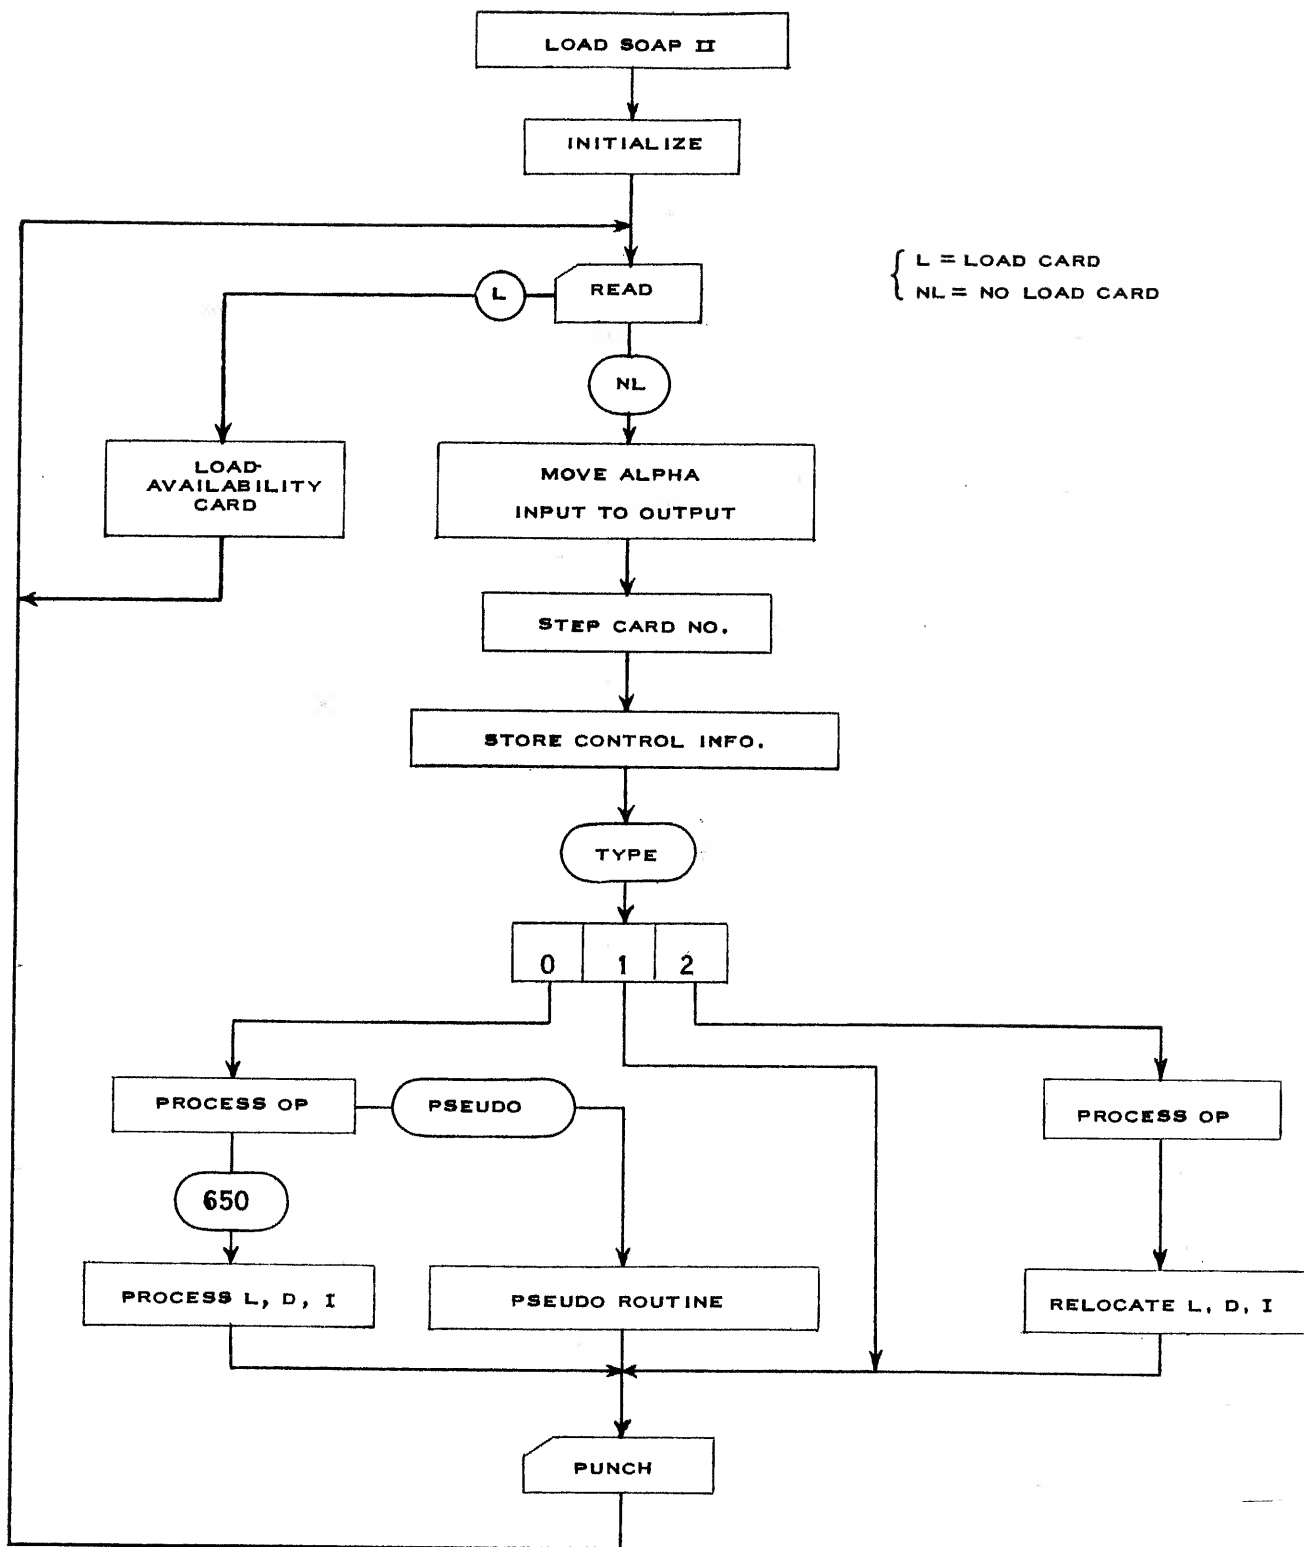 LOAD SOAP II
INITIALIZE
READ
L
L = LOAD CARD
NL = NO LOAD CARD
NL
LOAD-
AVAILABILITY
CARD
MOVE ALPHA
INPUT TO OUTPUT
STEP CARD NO.
STORE CONTROL INFO.
TYPE
0 1 2
PROCESS OP
PSEUDO
PROCESS OP
650
PROCESS L, D, I
PSEUDO ROUTINE
RELOCATE L, D, I
PUNCH